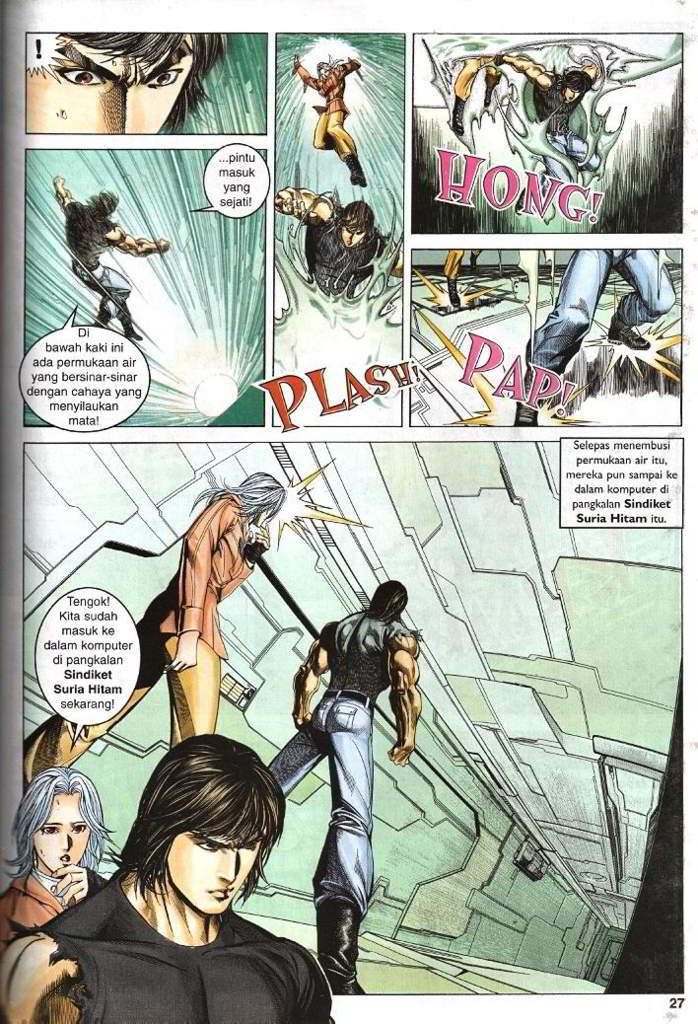 !
...pintu
masuk
yang
sejati!
Di
bawah kaki ini
ada permukaan air
yang bersinar-sinar
dengan cahaya yang
menyilaukan
mata!
PLASH!
HONG!
PAP!
Selepas menembusi
permukaan air itu,
mereka pun sampai ke
dalam komputer di
pangkalan Sindiket
Suria Hitam itu.
Tengok!
Kita sudah
masuk ke
dalam komputer
di pangkalan
Sindiket
Suria Hitam
sekarang!
27